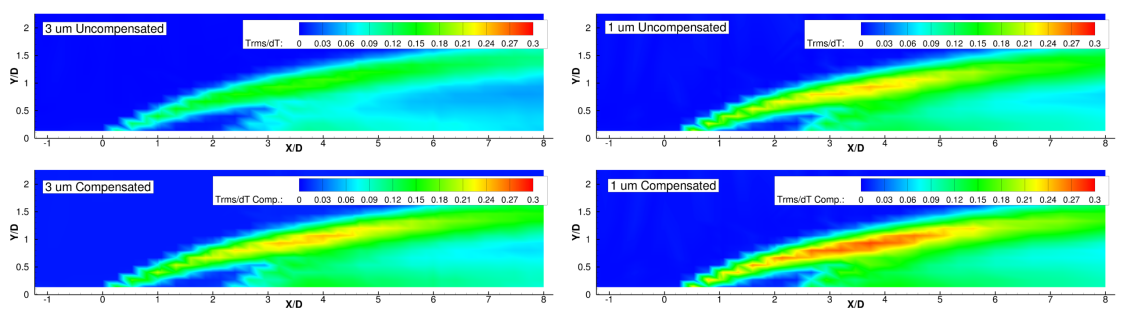 3 um Uncompensated
Trms/dT: 0 0.03 0.06 0.09 0.12 0.15 0.18 0.21 0.24 0.27 0.3
Y/D
2
1.5
1
0.5
0
-1 0 1 2 3 4 5 6 7 8
X/D
1 um Uncompensated
Trms/dT: 0 0.03 0.06 0.09 0.12 0.15 0.18 0.21 0.24 0.27 0.3
Y/D
2
1.5
1
0.5
0
-1 0 1 2 3 4 5 6 7 8
X/D
3 um Compensated
Trms/dT Comp.: 0 0.03 0.06 0.09 0.12 0.15 0.18 0.21 0.24 0.27 0.3
Y/D
2
1.5
1
0.5
0
-1 0 1 2 3 4 5 6 7 8
X/D
1 um Compensated
Trms/dT Comp.: 0 0.03 0.06 0.09 0.12 0.15 0.18 0.21 0.24 0.27 0.3
Y/D
2
1.5
1
0.5
0
-1 0 1 2 3 4 5 6 7 8
X/D